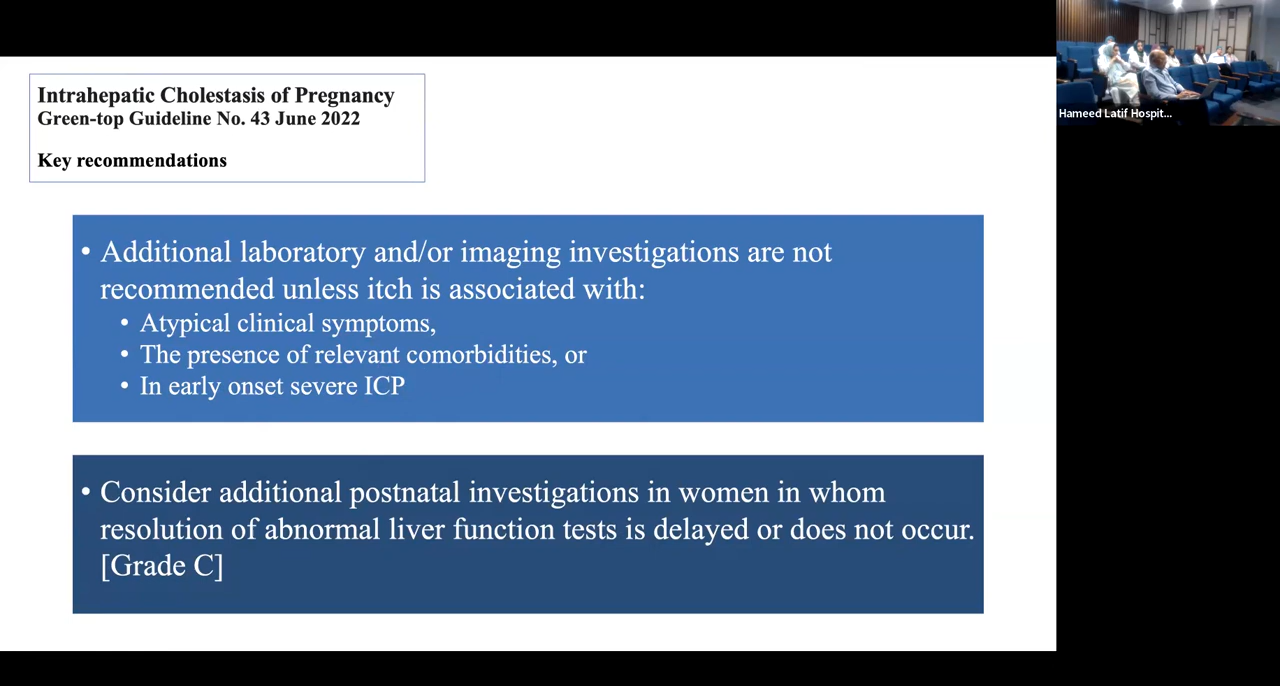 Intrahepatic Cholestasis of Pregnancy
Green-top Guideline No. 43 June 2022
Key recommendations
• Additional laboratory and/or imaging investigations are not
recommended unless itch is associated with:
• Atypical clinical symptoms,
• The presence of relevant comorbidities, or
• In early onset severe ICP
• Consider additional postnatal investigations in women in whom
resolution of abnormal liver function tests is delayed or does not occur.
[Grade C]
Hameed Latif Hospit...